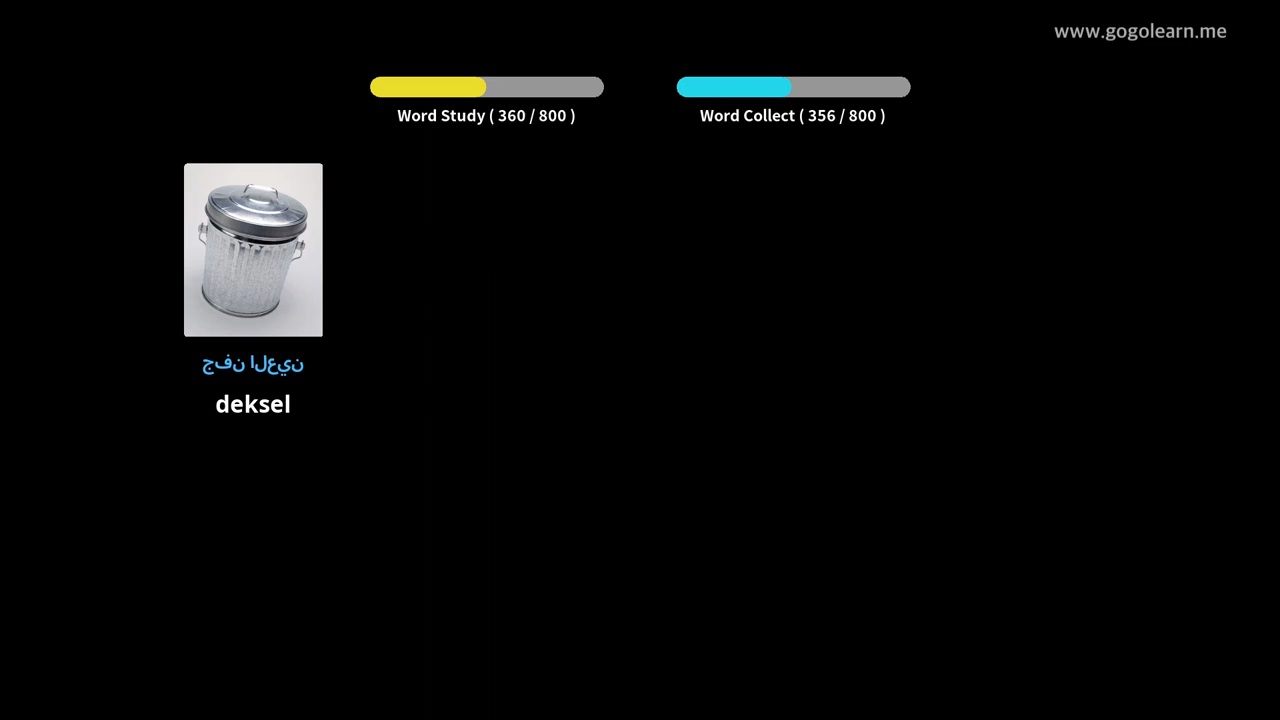 www.gogolearn.me
Word Study ( 360 / 800 )
Word Collect ( 356 / 800 )
جفن العين
deksel